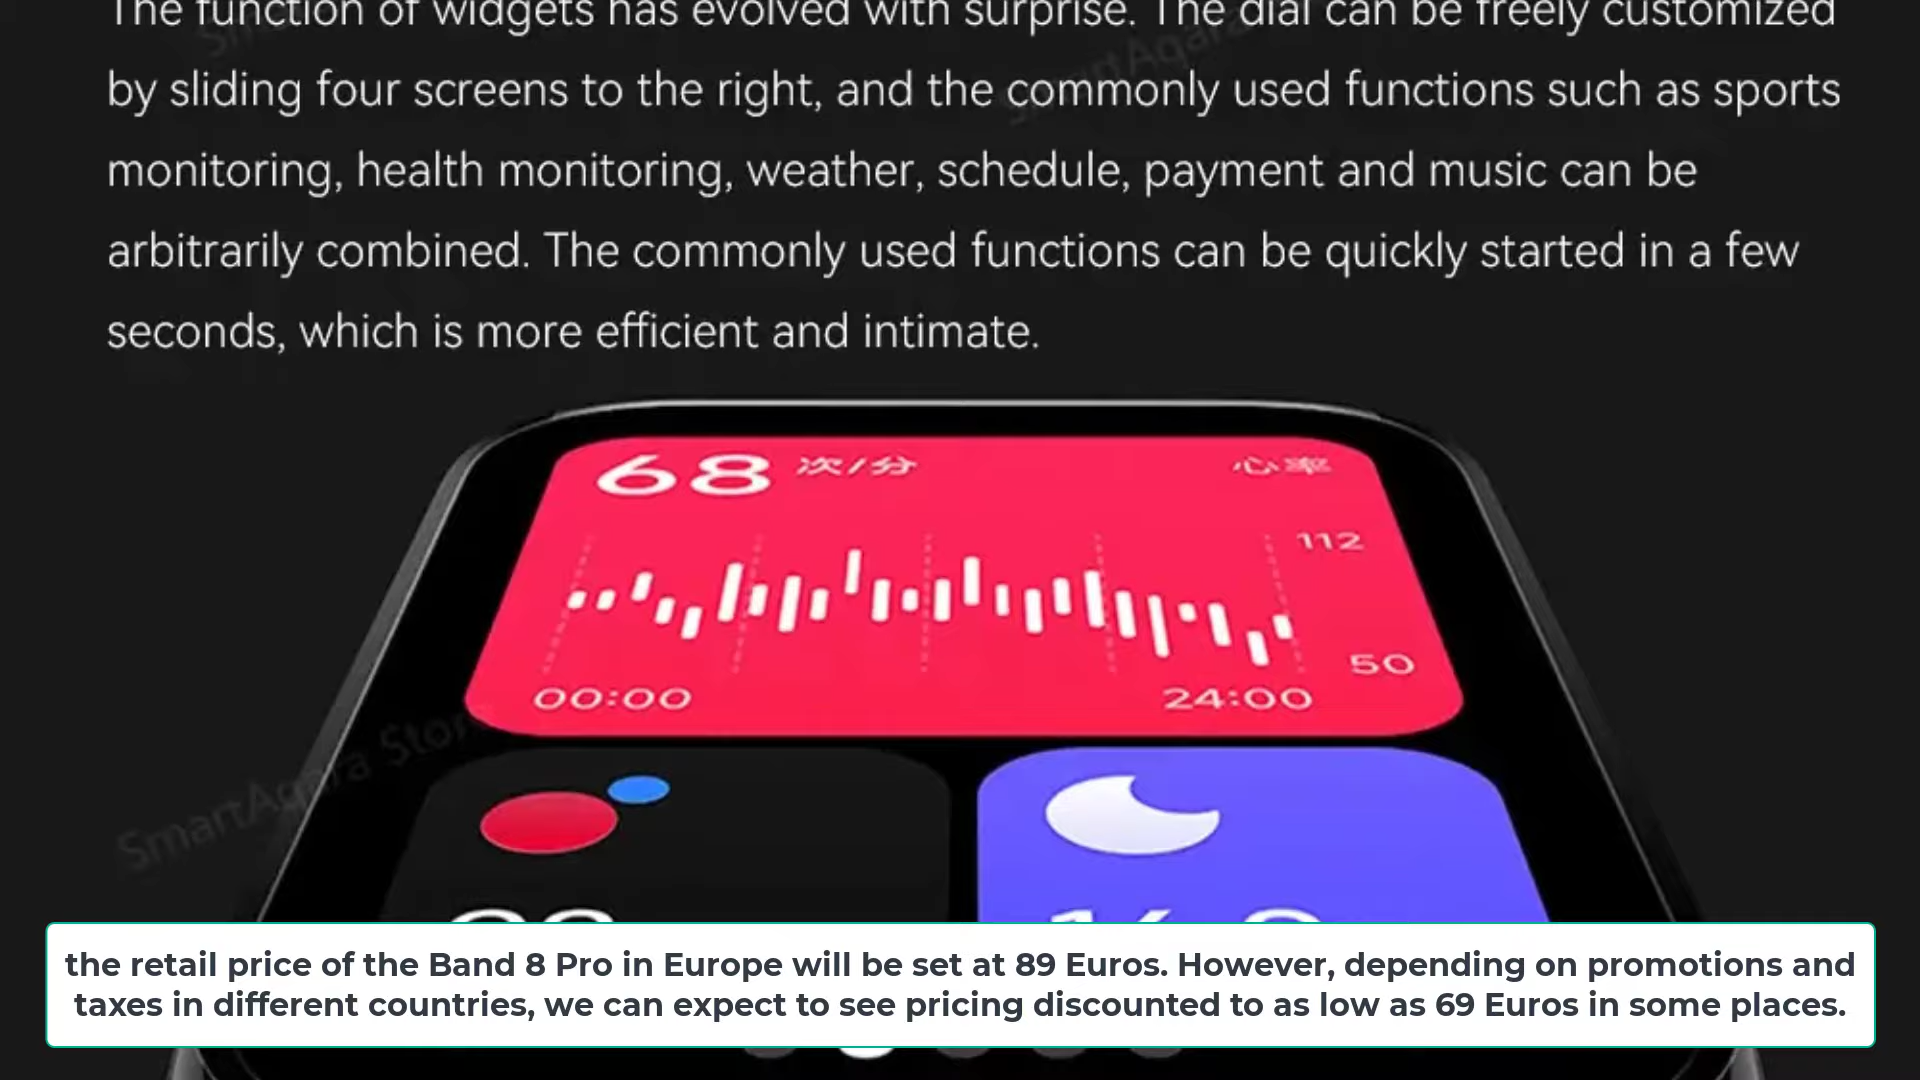 The function of widgets has evolved with surprise. The dial can be freely customized
by sliding four screens to the right, and the commonly used functions such as sports
monitoring, health monitoring, weather, schedule, payment and music can be
arbitrarily combined. The commonly used functions can be quickly started in a few
seconds, which is more efficient and intimate.
68 次/分 心率
112
50
00:00 24:00
SmartAqara Store
the retail price of the Band 8 Pro in Europe will be set at 89 Euros. However, depending on promotions and
taxes in different countries, we can expect to see pricing discounted to as low as 69 Euros in some places.